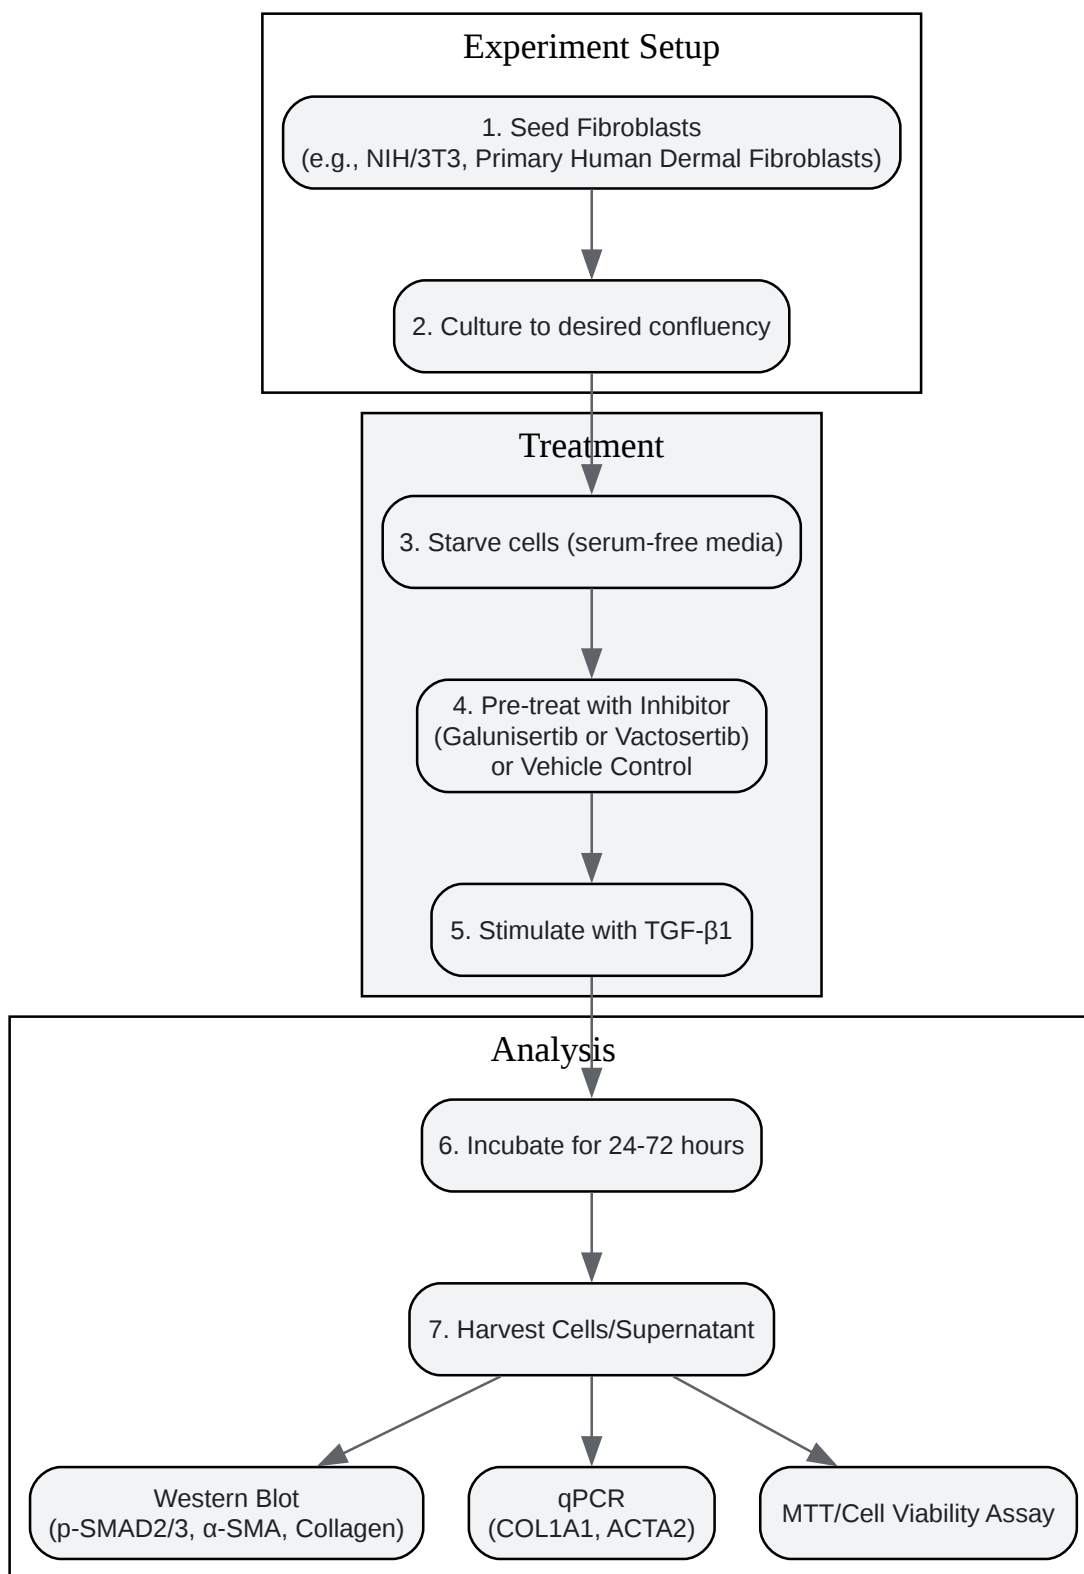 Experiment Setup
1. Seed Fibroblasts
(e.g., NIH/3T3, Primary Human Dermal Fibroblasts)
2. Culture to desired confluency
Treatment
3. Starve cells (serum-free media)
4. Pre-treat with Inhibitor
(Galunisertib or Vactosertib)
or Vehicle Control
5. Stimulate with TGF-β1
Analysis
6. Incubate for 24-72 hours
7. Harvest Cells/Supernatant
Western Blot
(p-SMAD2/3, α-SMA, Collagen)
qPCR
(COL1A1, ACTA2)
MTT/Cell Viability Assay